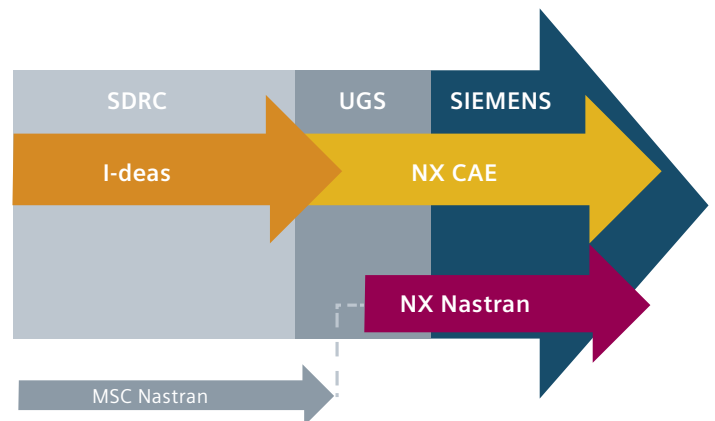 SDRC
UGS
SIEMENS
I-deas
NX CAE
NX Nastran
MSC Nastran